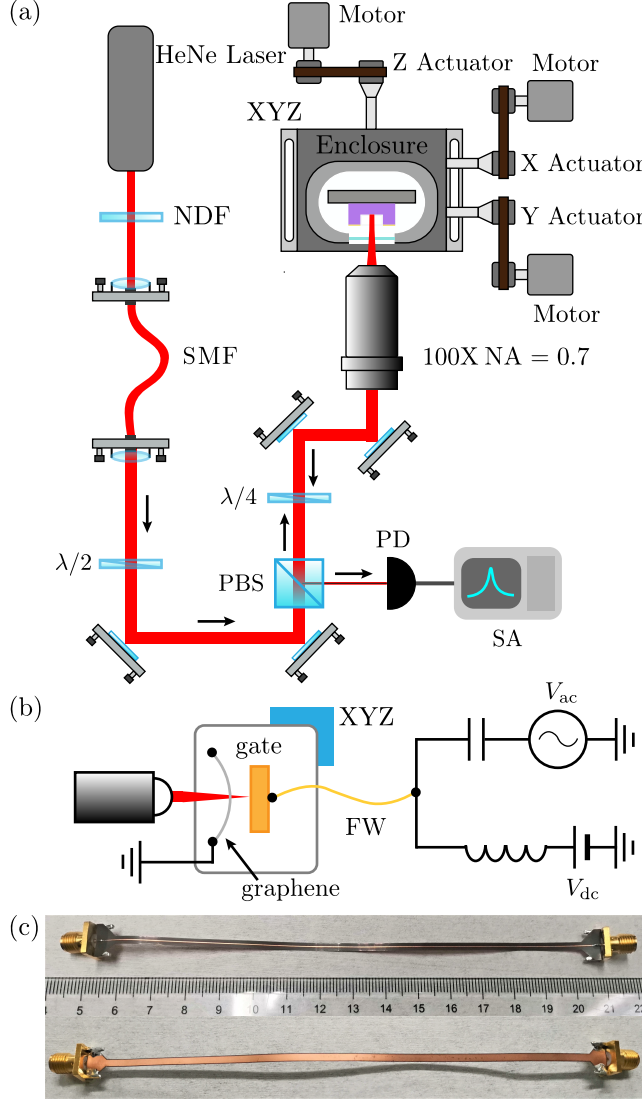 (a)
Motor
HeNe Laser
Z Actuator
Motor
XYZ
Enclosure
X Actuator
NDF
Y Actuator
Motor
SMF
100X NA = 0.7
λ/4
λ/2
PBS
PD
SA
(b)
XYZ
V_ac
gate
FW
graphene
V_dc
(c)
4 5 6 7 8 9 10 11 12 13 14 15 16 17 18 19 20 21 22